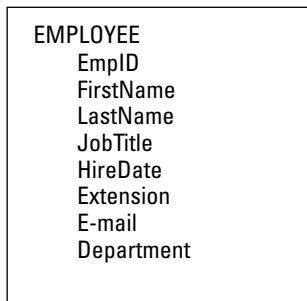 EMPLOYEE
EmpID
FirstName
LastName
JobTitle
HireDate
Extension
E-mail
Department